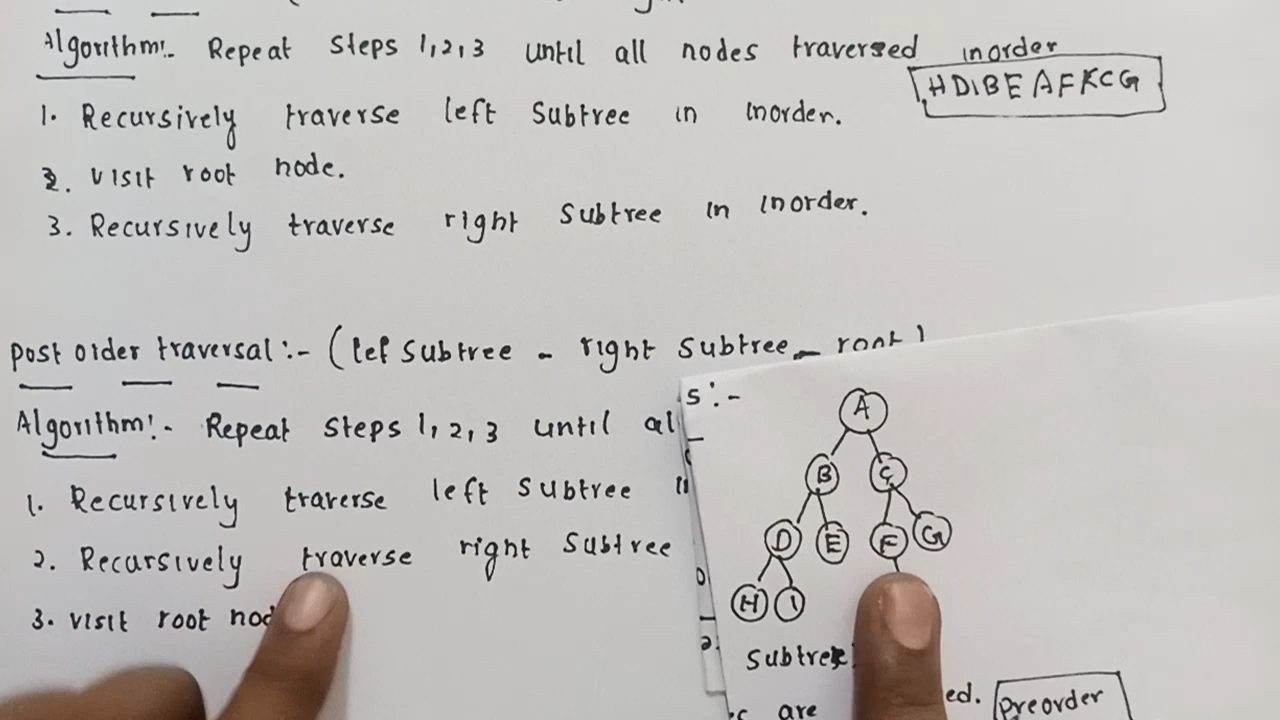 Algorithm:- Repeat steps 1,2,3 until all nodes traversed
inorder
HDIBEAFKCG
1. Recursively traverse left subtree in inorder.
2. visit root node.
3. Recursively traverse right subtree in inorder.
post order traversal:- (lef subtree - right subtree - root)
Algorithm:- Repeat steps 1, 2, 3 until al
1. Recursively traverse left subtree
2. Recursively traverse right subtree
3. visit root nod
s:-
A
B C
D E F G
H I
2.
subtree
are ed.
preorder